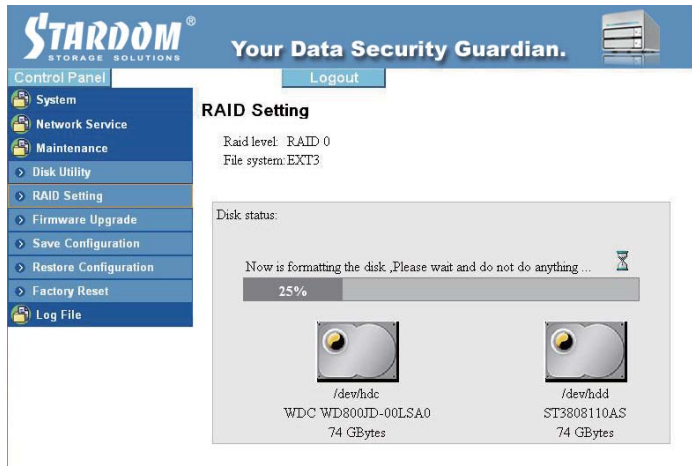 STARDOM®
STORAGE SOLUTIONS
Your Data Security Guardian.
Control Panel
Logout
System
Network Service
Maintenance
Disk Utility
RAID Setting
Firmware Upgrade
Save Configuration
Restore Configuration
Factory Reset
Log File
RAID Setting
Raid level: RAID 0
File system: EXT3
Disk status:
Now is formatting the disk ,Please wait and do not do anything ...
25%
/dev/hdc
WDC WD800JD-00LSA0
74 GBytes
/dev/hdd
ST3808110AS
74 GBytes